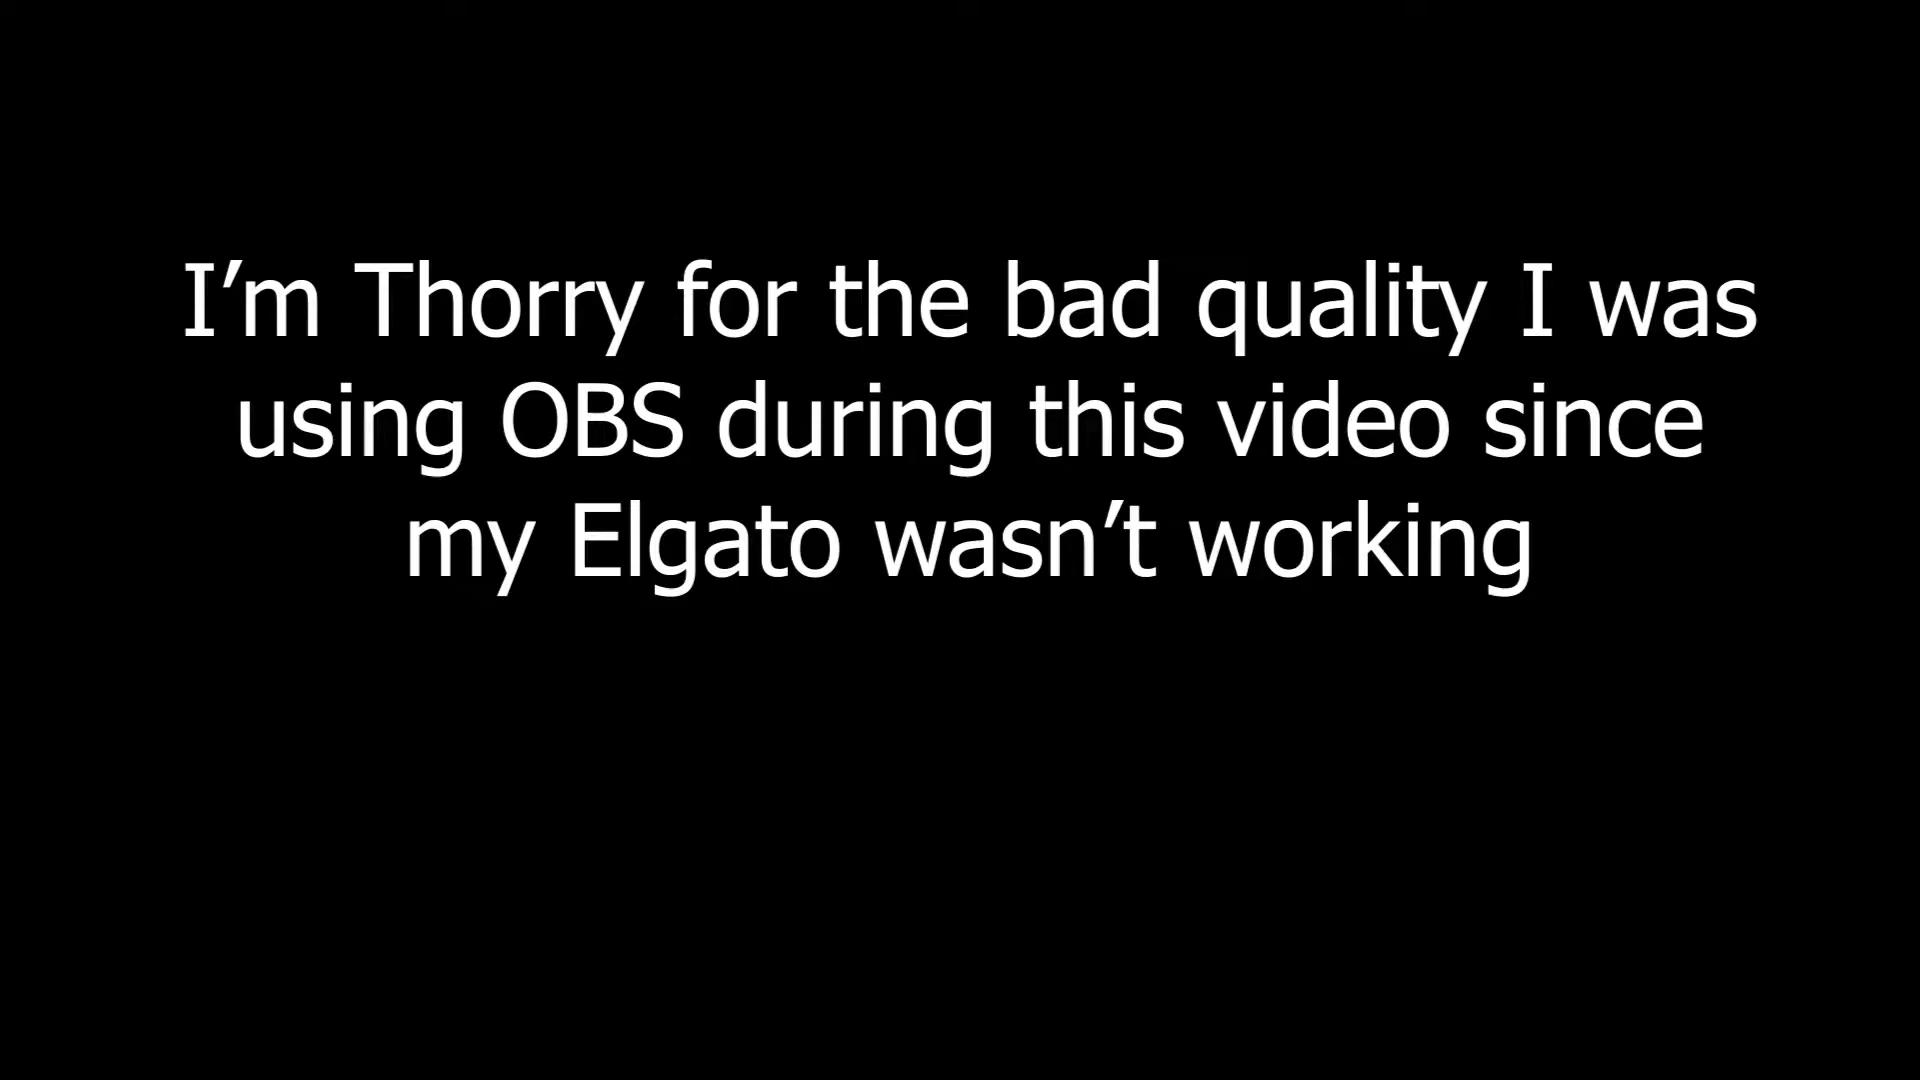 I’m Thorry for the bad quality I was
using OBS during this video since
my Elgato wasn’t working